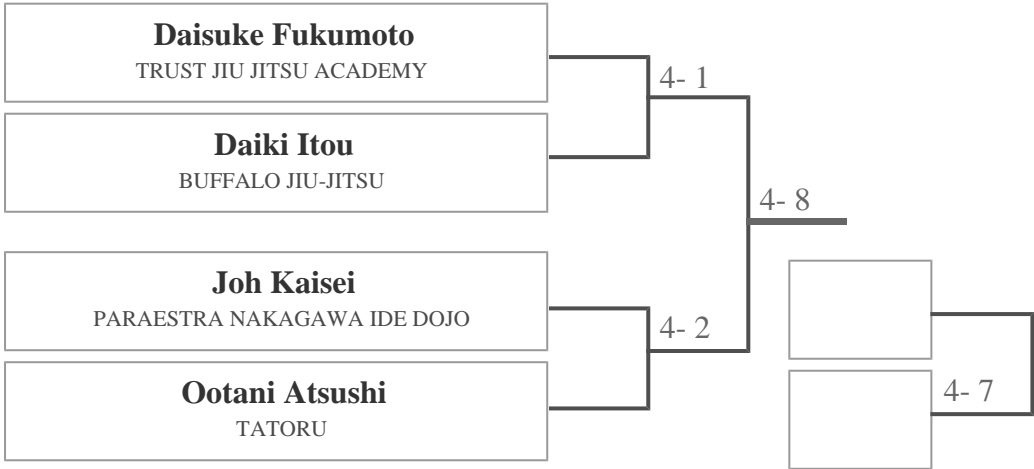 Daisuke Fukumoto
TRUST JIU JITSU ACADEMY
4- 1
Daiki Itou
BUFFALO JIU-JITSU
4- 8
Joh Kaisei
PARAESTRA NAKAGAWA IDE DOJO
4- 2
Ootani Atsushi
TATORU
4- 7